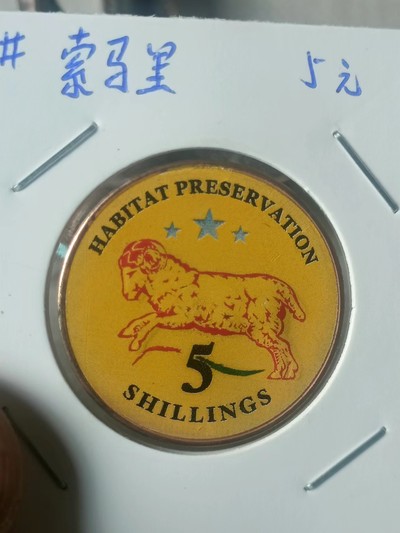 # 索马里 5元
HABITAT PRESERVATION
5
SHILLINGS